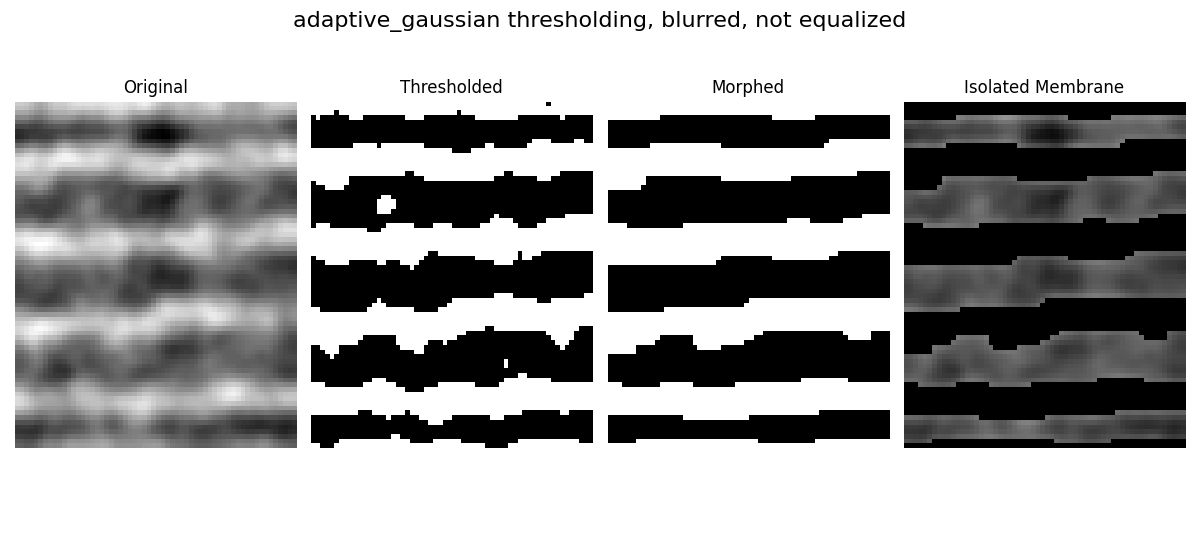 adaptive_gaussian thresholding, blurred, not equalized
Original
Thresholded
Morphed
Isolated Membrane